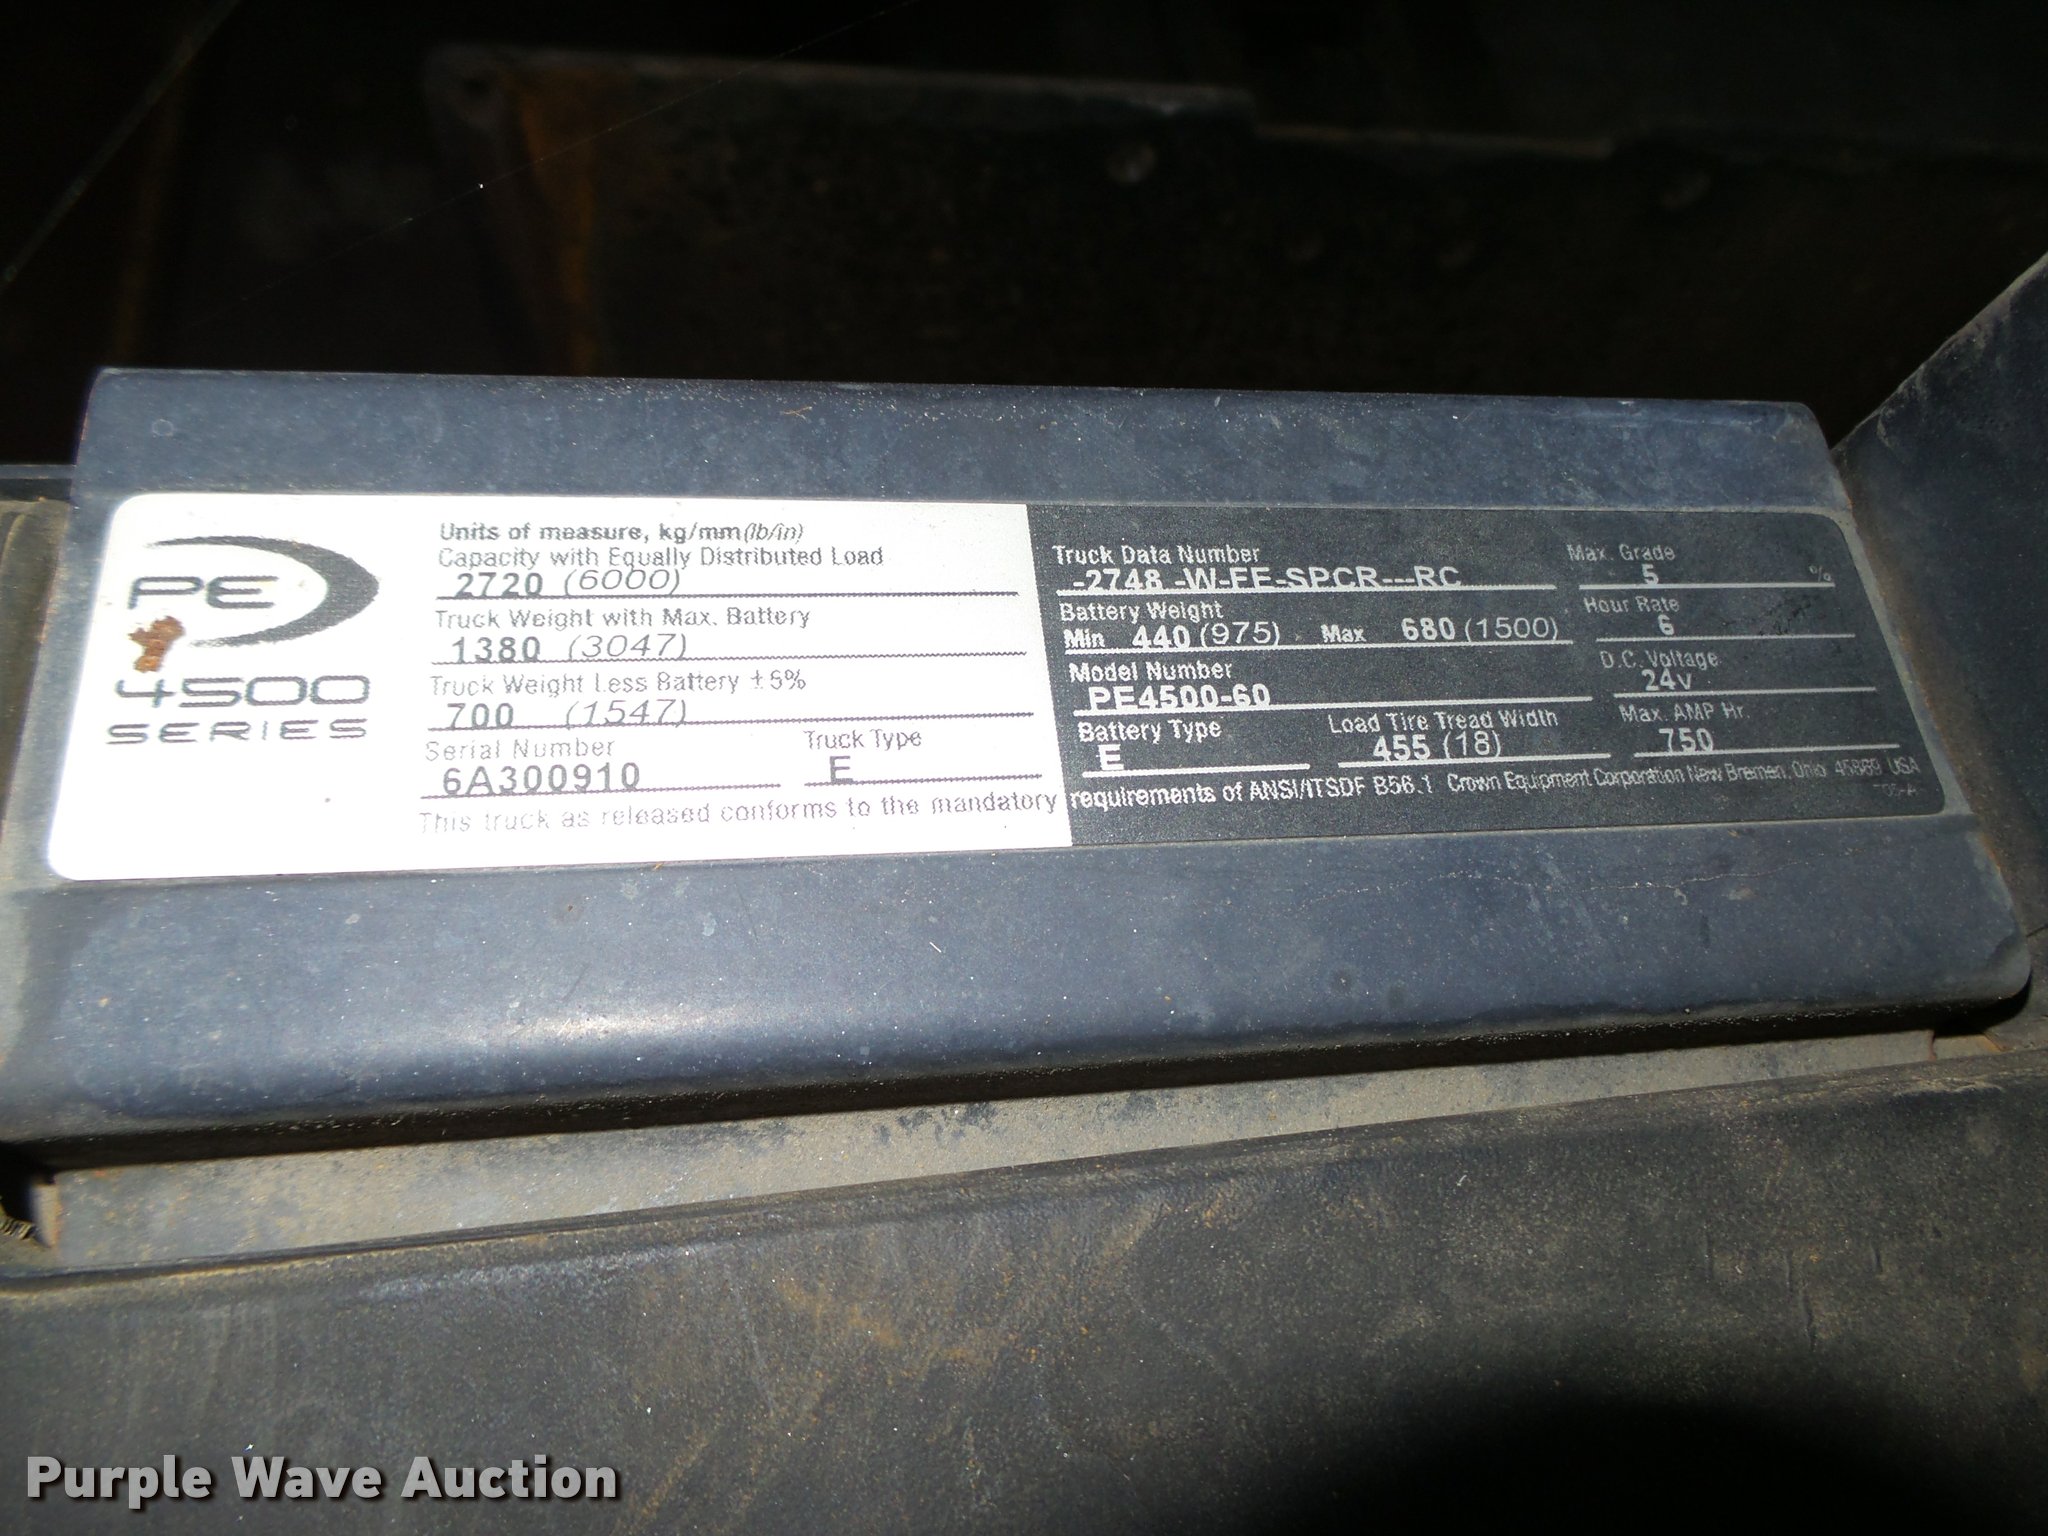 PE
4500
SERIES
Units of measure, kg/mm (lb/in)
Capacity with Equally Distributed Load
2720 (6000)
Truck Weight with Max. Battery
1380 (3047)
Truck Weight Less Battery ±5%
700 (1547)
Serial Number Truck Type
6A300910 E
Truck Data Number Max. Grade
-2748 -W-FF-SPCR---RC 5 %
Battery Weight Hour Rate
Min 440 (975) Max 680 (1500) 6
Model Number D.C. Voltage
PE4500-60 24v
Battery Type Load Tire Tread Width Max. AMP Hr.
E 455 (18) 750
This truck as released conforms to the mandatory requirements of ANSI/ITSDF B56.1 Crown Equipment Corporation New Bremen, Ohio 45869 USA
Purple Wave Auction